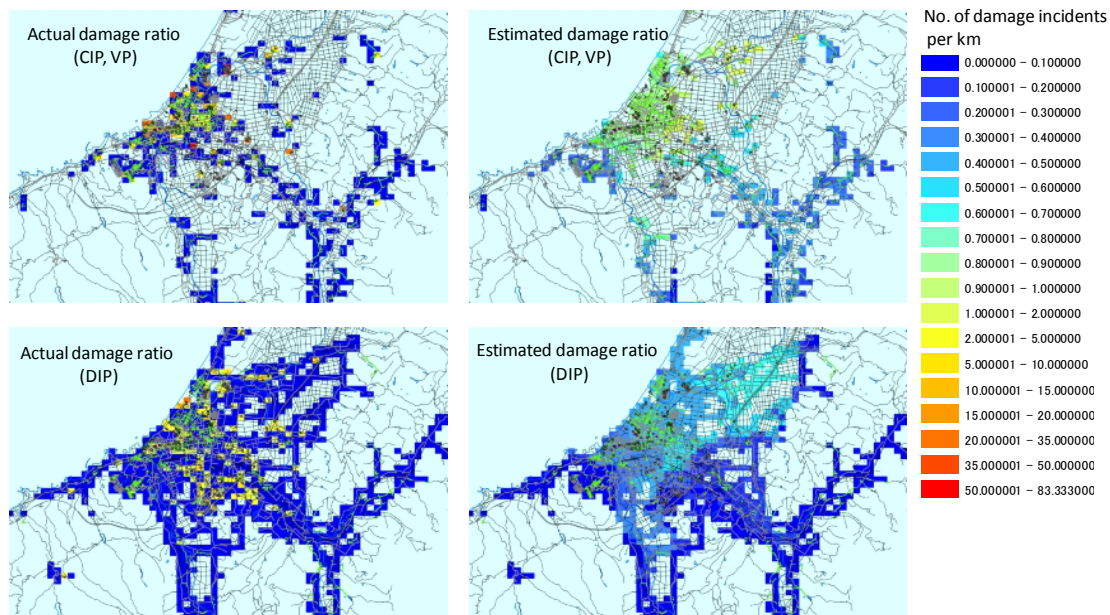 Actual damage ratio
(CIP, VP)
Estimated damage ratio
(CIP, VP)
Actual damage ratio
(DIP)
Estimated damage ratio
(DIP)
No. of damage incidents
per km
0.000000 - 0.100000
0.100001 - 0.200000
0.200001 - 0.300000
0.300001 - 0.400000
0.400001 - 0.500000
0.500001 - 0.600000
0.600001 - 0.700000
0.700001 - 0.800000
0.800001 - 0.900000
0.900001 - 1.000000
1.000001 - 2.000000
2.000001 - 5.000000
5.000001 - 10.000000
10.000001 - 15.000000
15.000001 - 20.000000
20.000001 - 35.000000
35.000001 - 50.000000
50.000001 - 83.333000